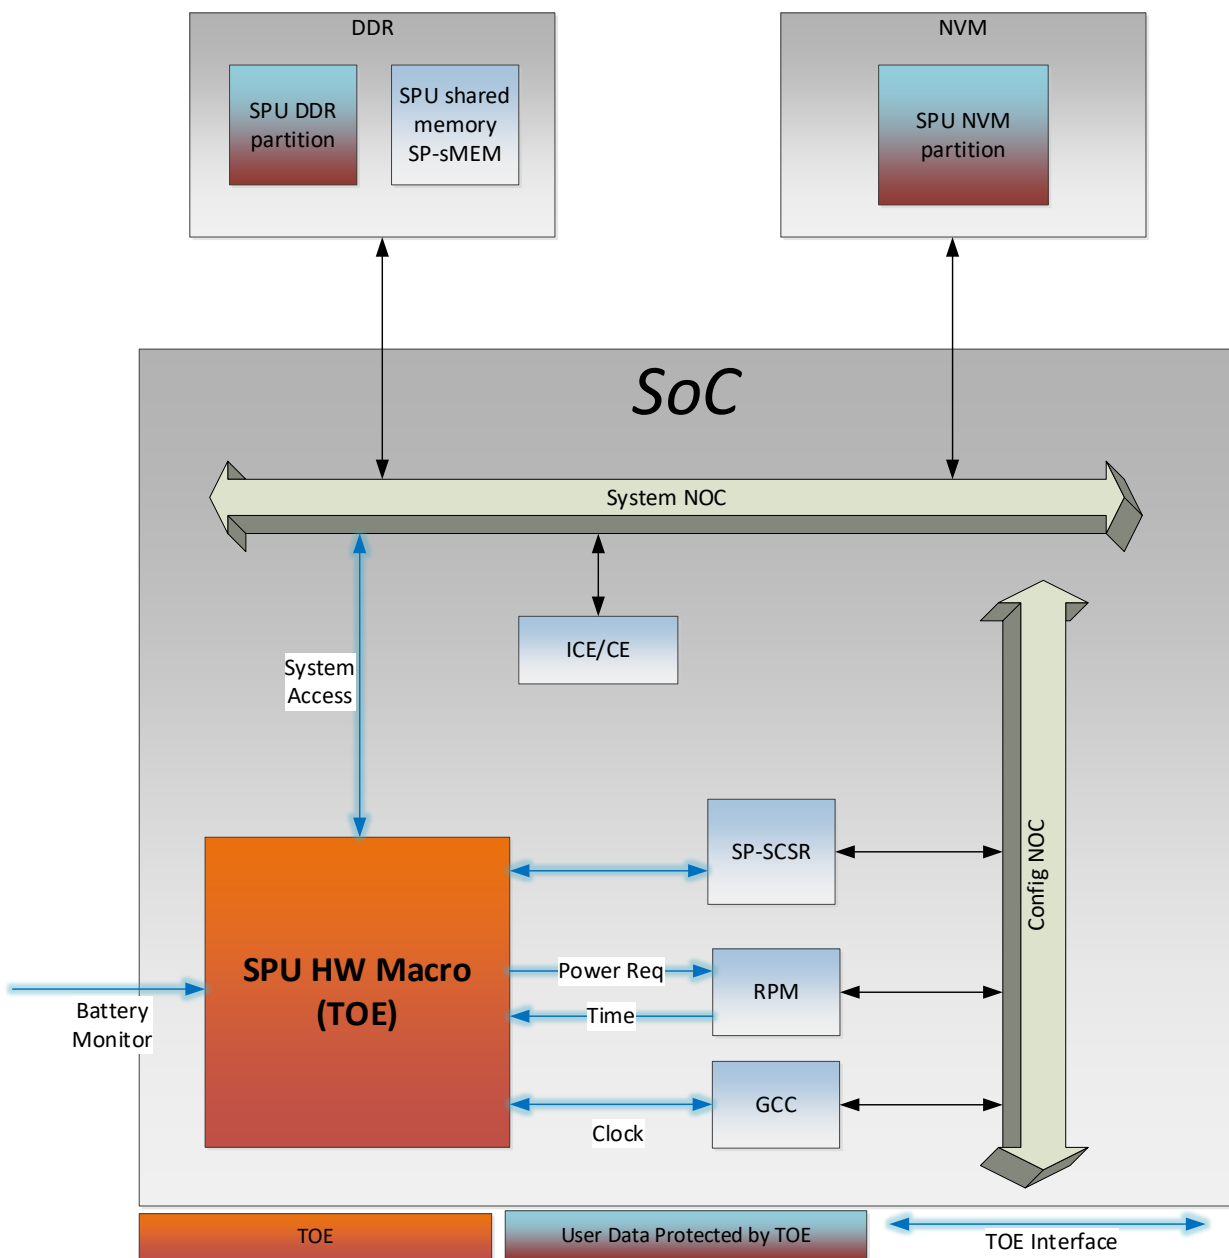 DDR
NVM
SPU DDR
partition
SPU shared
memory
SP-sMEM
SPU NVM
partition
SoC
System NOC
ICE/CE
System
Access
SP-SCSR
Config NOC
SPU HW Macro
(TOE)
Power Req
RPM
Time
Battery
Monitor
GCC
Clock
TOE
User Data Protected by TOE
TOE Interface